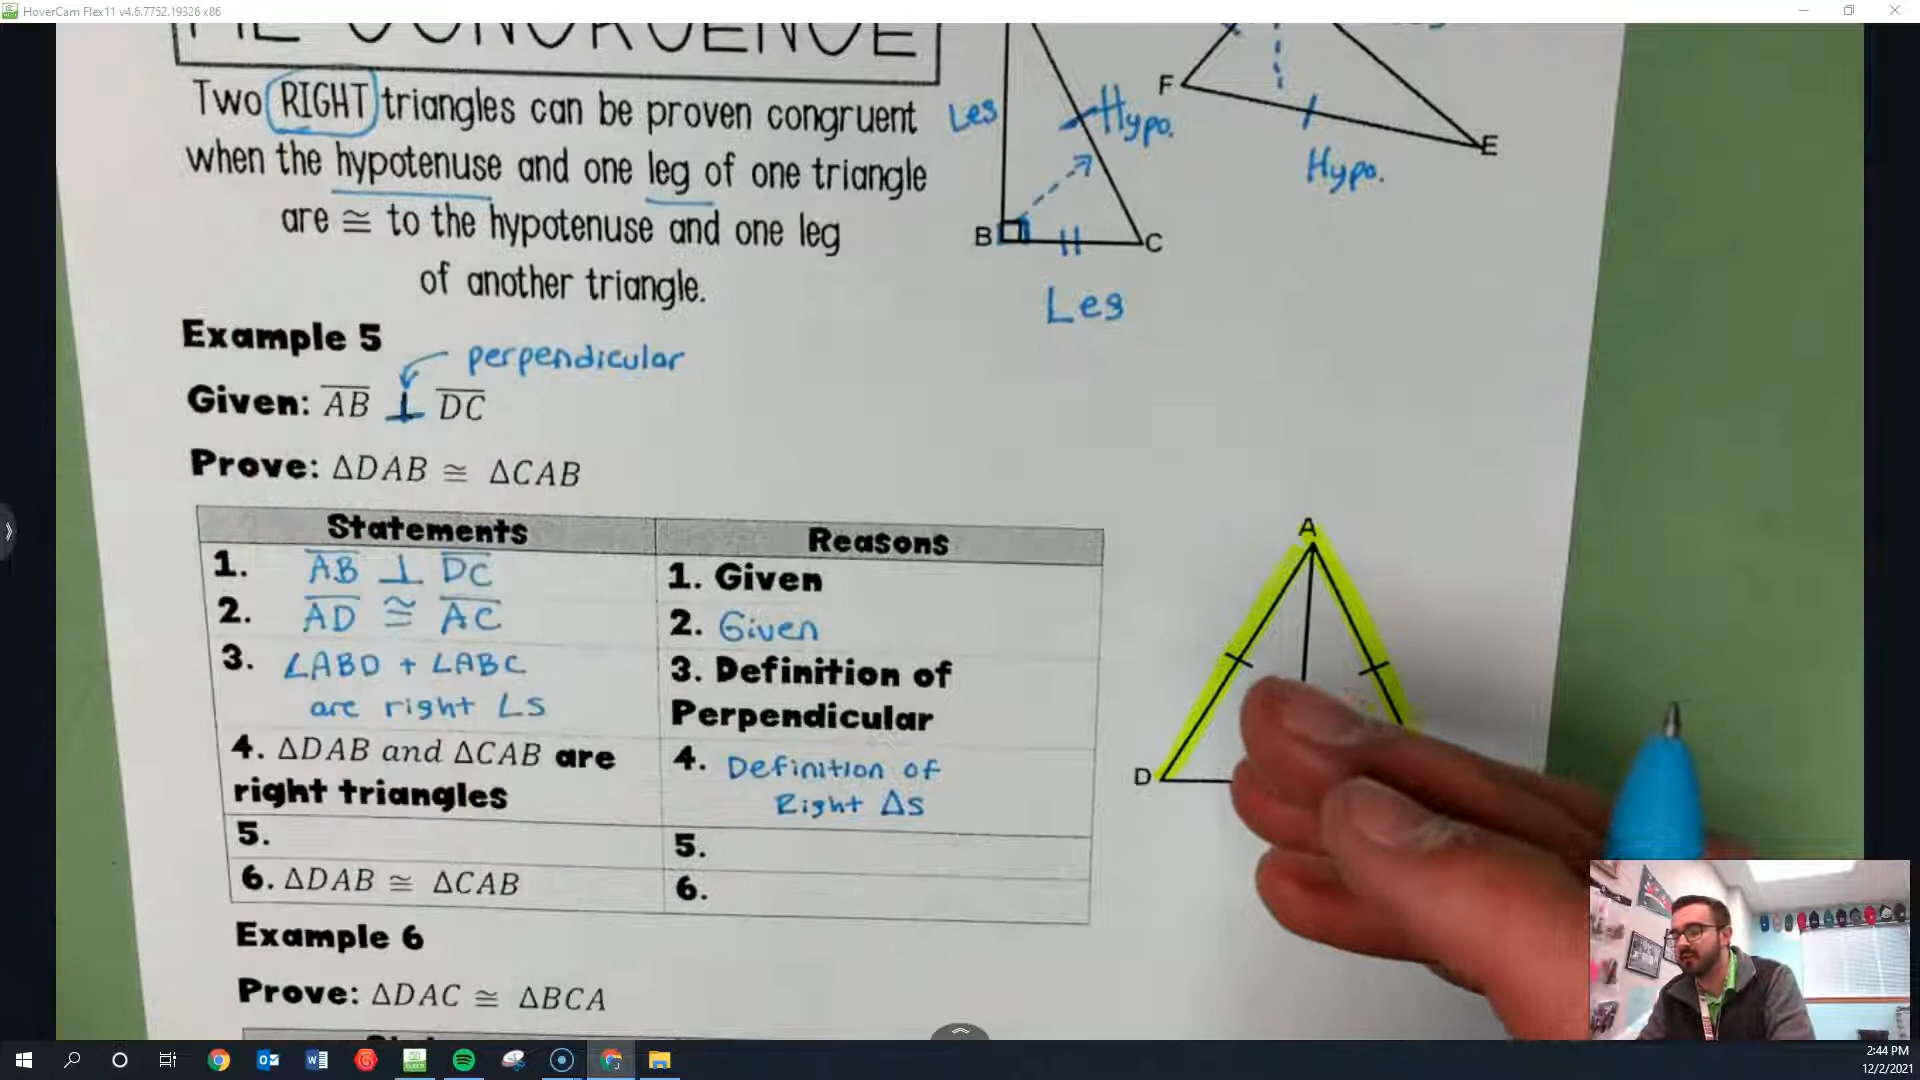 HoverCam Flex11 v4.6.7752.19326 x86
HL CONGRUENCE
Two RIGHT triangles can be proven congruent
when the hypotenuse and one leg of one triangle
are ≅ to the hypotenuse and one leg
of another triangle.
Leg
Hypo.
B
C
Leg
F
E
Hypo.
Example 5
perpendicular
Given: AB ⊥ DC
Prove: ΔDAB ≅ ΔCAB
Statements Reasons
1. AB ⊥ DC 1. Given
2. AD ≅ AC 2. Given
3. ∠ABD + ∠ABC 3. Definition of
are right ∠s Perpendicular
4. ΔDAB and ΔCAB are 4. Definition of
right triangles Right Δs
5. 5.
6. ΔDAB ≅ ΔCAB 6.
A
D
Example 6
Prove: ΔDAC ≅ ΔBCA
2:44 PM
12/2/2021